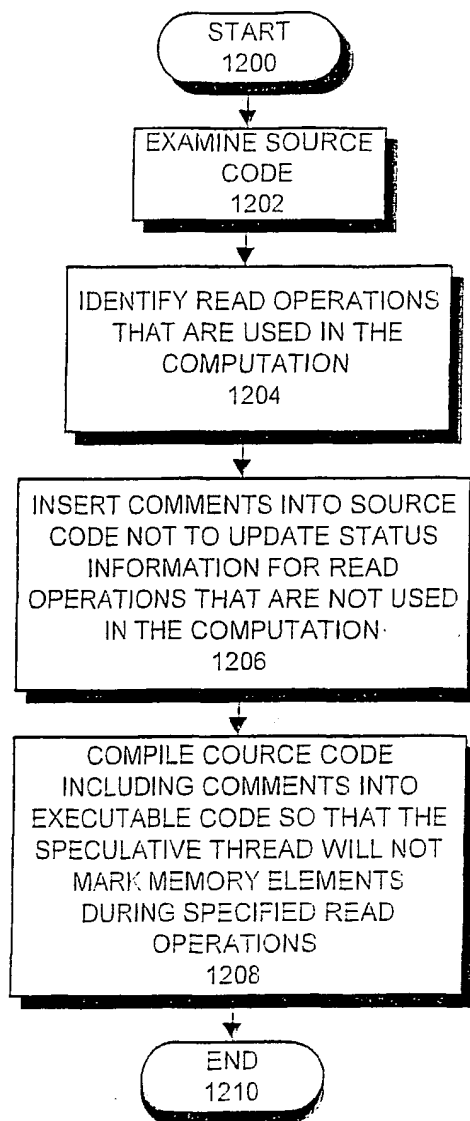 START
1200
EXAMINE SOURCE
CODE
1202
IDENTIFY READ OPERATIONS
THAT ARE USED IN THE
COMPUTATION
1204
INSERT COMMENTS INTO SOURCE
CODE NOT TO UPDATE STATUS
INFORMATION FOR READ
OPERATIONS THAT ARE NOT USED
IN THE COMPUTATION
1206
COMPILE COURCE CODE
INCLUDING COMMENTS INTO
EXECUTABLE CODE SO THAT THE
SPECULATIVE THREAD WILL NOT
MARK MEMORY ELEMENTS
DURING SPECIFIED READ
OPERATIONS
1208
END
1210